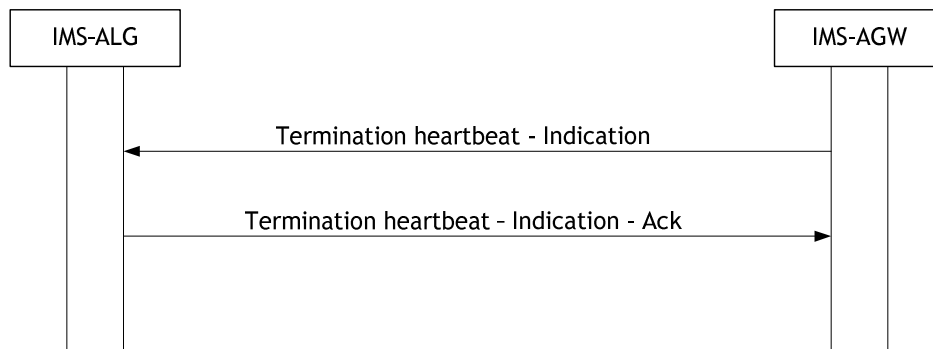 IMS-ALG
IMS-AGW
Termination heartbeat - Indication
Termination heartbeat – Indication - Ack